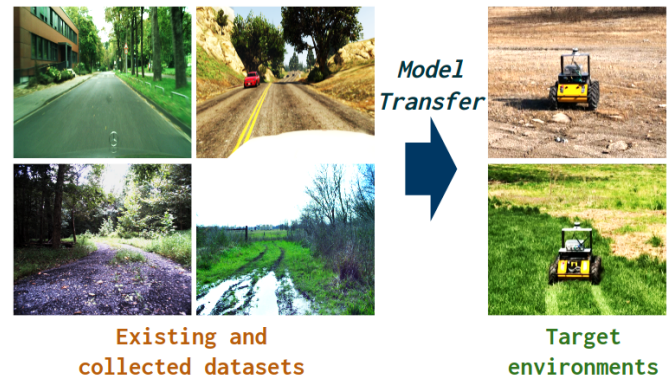 Model
Transfer
Existing and
collected datasets
Target
environments